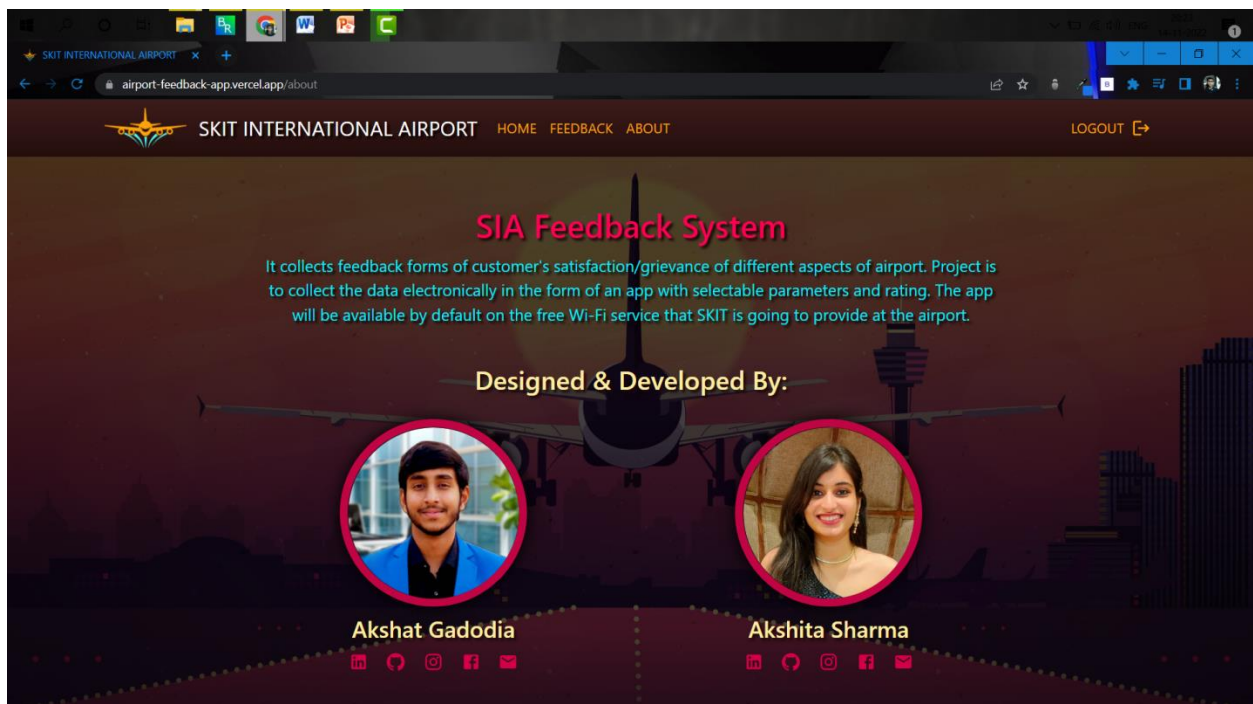 SKIT INTERNATIONAL AIRPORT
airport-feedback-app.vercel.app/about
SKIT INTERNATIONAL AIRPORT HOME FEEDBACK ABOUT LOGOUT
SIA Feedback System
It collects feedback forms of customer's satisfaction/grievance of different aspects of airport. Project is
to collect the data electronically in the form of an app with selectable parameters and rating. The app
will be available by default on the free Wi-Fi service that SKIT is going to provide at the airport.
Designed & Developed By:
Akshat Gadodia Akshita Sharma